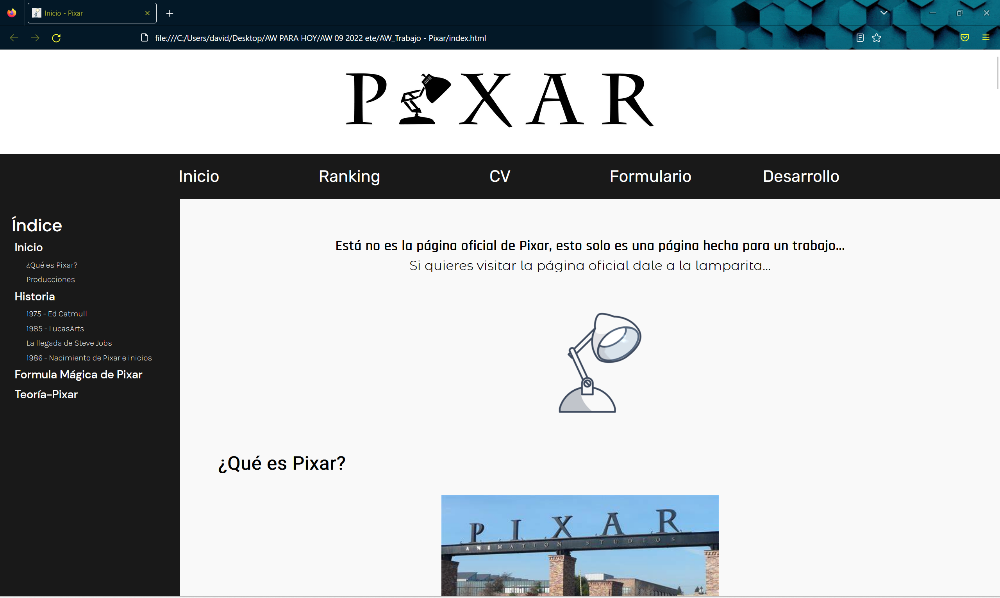 Inicio - Pixar
file:///C:/Users/david/Desktop/AW PARA HOY/AW 09 2022 ete/AW_Trabajo - Pixar/index.html
P XAR
Inicio Ranking CV Formulario Desarrollo
Índice
Inicio
¿Qué es Pixar?
Producciones
Historia
1975 - Ed Catmull
1985 - LucasArts
La llegada de Steve Jobs
1986 - Nacimiento de Pixar e inicios
Formula Mágica de Pixar
Teoría-Pixar
Está no es la página oficial de Pixar, esto solo es una página hecha para un trabajo...
Si quieres visitar la página oficial dale a la lamparita...
¿Qué es Pixar?
PIXAR
ANIMATION STUDIOS